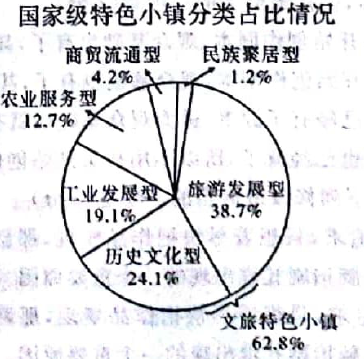 国家级特色小镇分类占比情况
商贸流通型
4.2%
民族聚居型
1.2%
农业服务型
12.7%
工业发展型
19.1%
旅游发展型
38.7%
历史文化型
24.1%
文旅特色小镇
62.8%